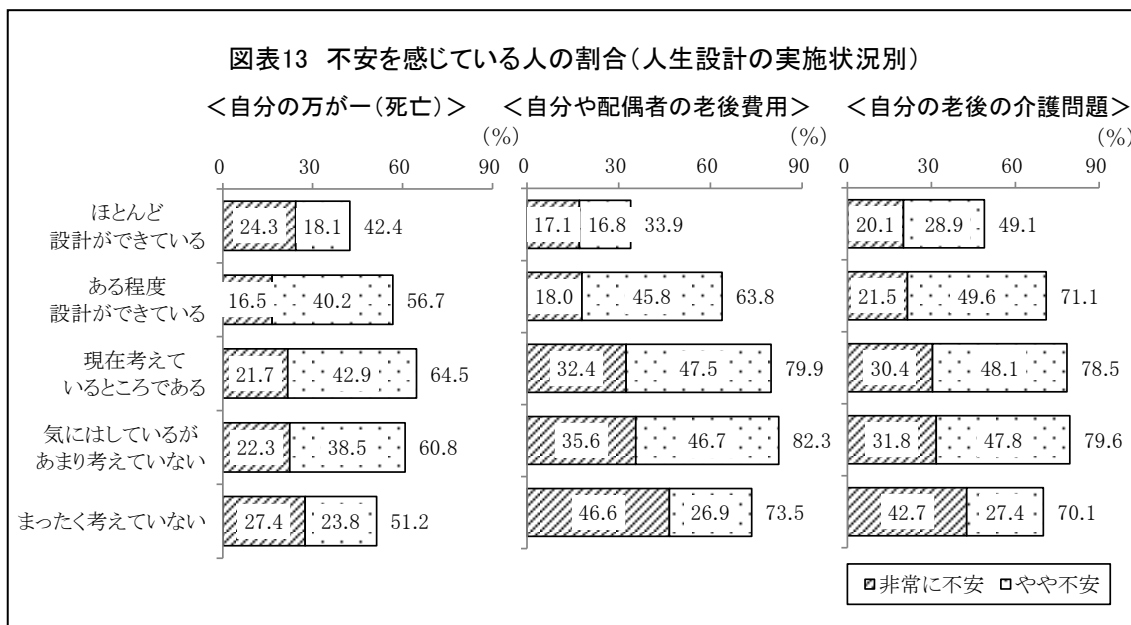 図表13 不安を感じている人の割合(人生設計の実施状況別)
＜自分の万が一(死亡)＞ ＜自分や配偶者の老後費用＞ ＜自分の老後の介護問題＞
(%) (%) (%)
0 30 60 90 0 30 60 90 0 30 60 90
ほとんど
設計ができている
24.3 18.1 42.4 17.1 16.8 33.9 20.1 28.9 49.1
ある程度
設計ができている
16.5 40.2 56.7 18.0 45.8 63.8 21.5 49.6 71.1
現在考えて
いるところである
21.7 42.9 64.5 32.4 47.5 79.9 30.4 48.1 78.5
気にはしているが
あまり考えていない
22.3 38.5 60.8 35.6 46.7 82.3 31.8 47.8 79.6
まったく考えていない
27.4 23.8 51.2 46.6 26.9 73.5 42.7 27.4 70.1
非常に不安 やや不安